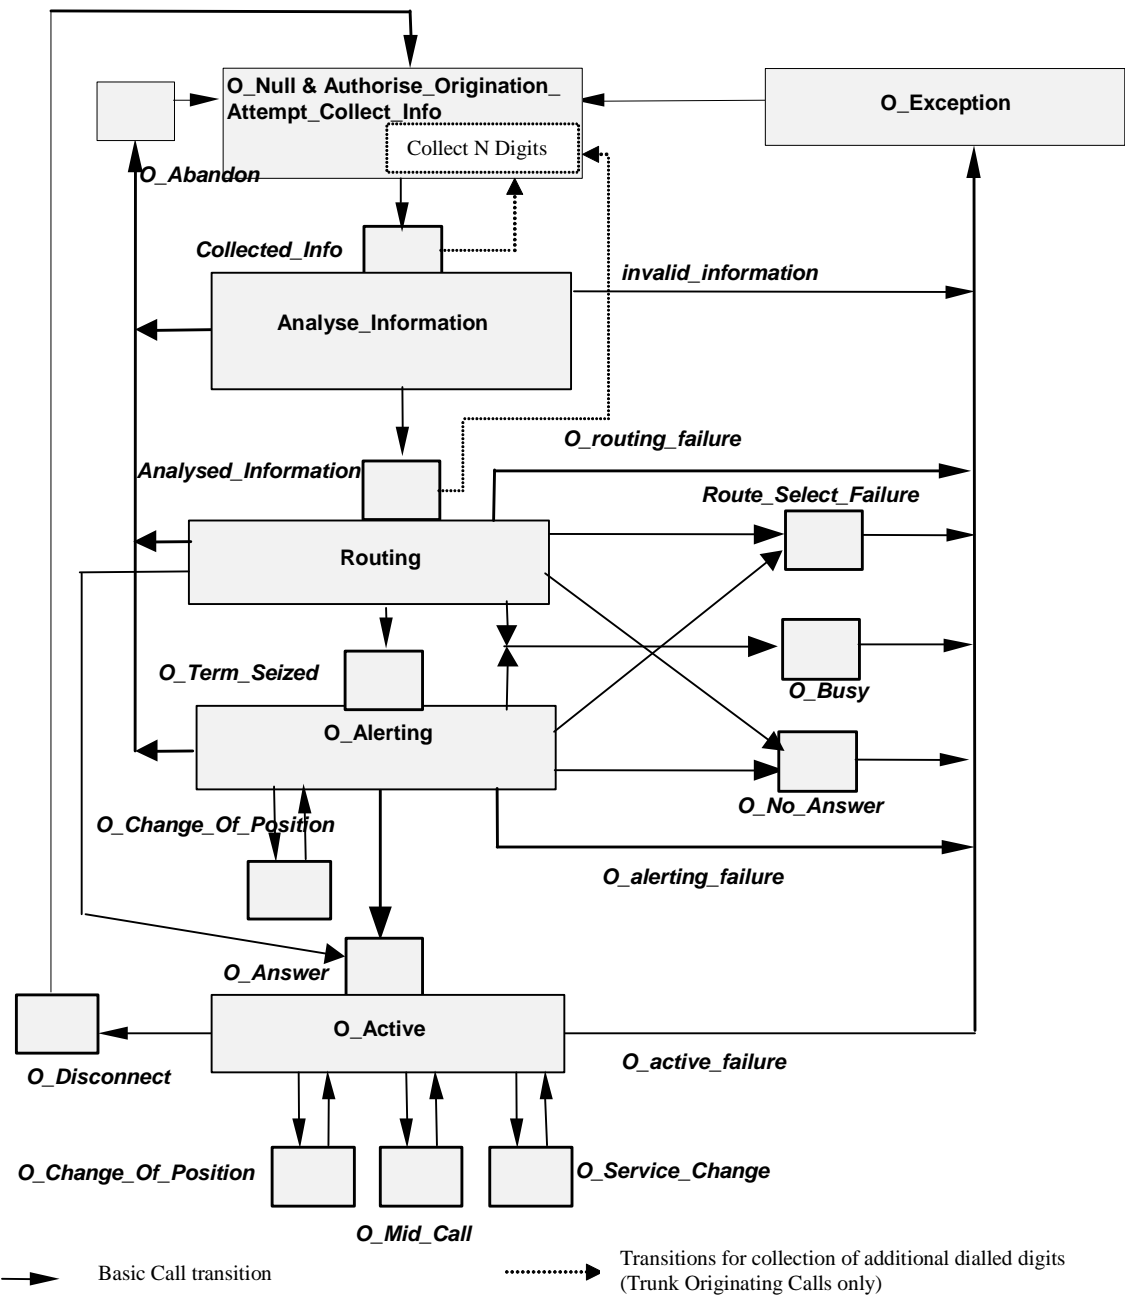 O_Null & Authorise_Origination_
Attempt_Collect_Info
O_Exception
Collect N Digits
O_Abandon
Collected_Info
invalid_information
Analyse_Information
O_routing_failure
Analysed_Information
Route_Select_Failure
Routing
O_Term_Seized
O_Busy
O_Alerting
O_No_Answer
O_Change_Of_Position
O_alerting_failure
O_Answer
O_Active
O_active_failure
O_Disconnect
O_Change_Of_Position
O_Service_Change
O_Mid_Call
Basic Call transition
Transitions for collection of additional dialled digits
(Trunk Originating Calls only)